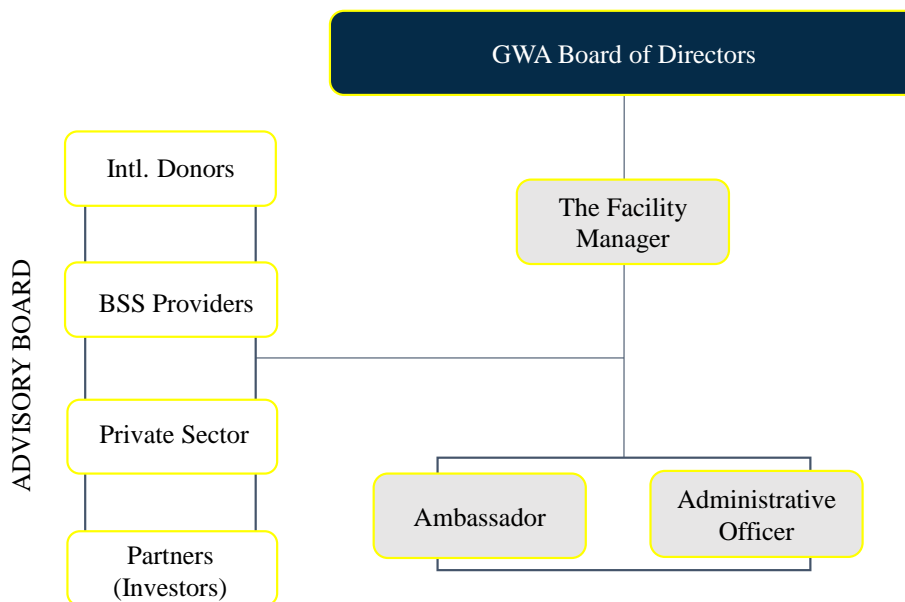 GWA Board of Directors
Intl. Donors
The Facility
Manager
BSS Providers
ADVISORY BOARD
Private Sector
Ambassador
Administrative
Officer
Partners
(Investors)